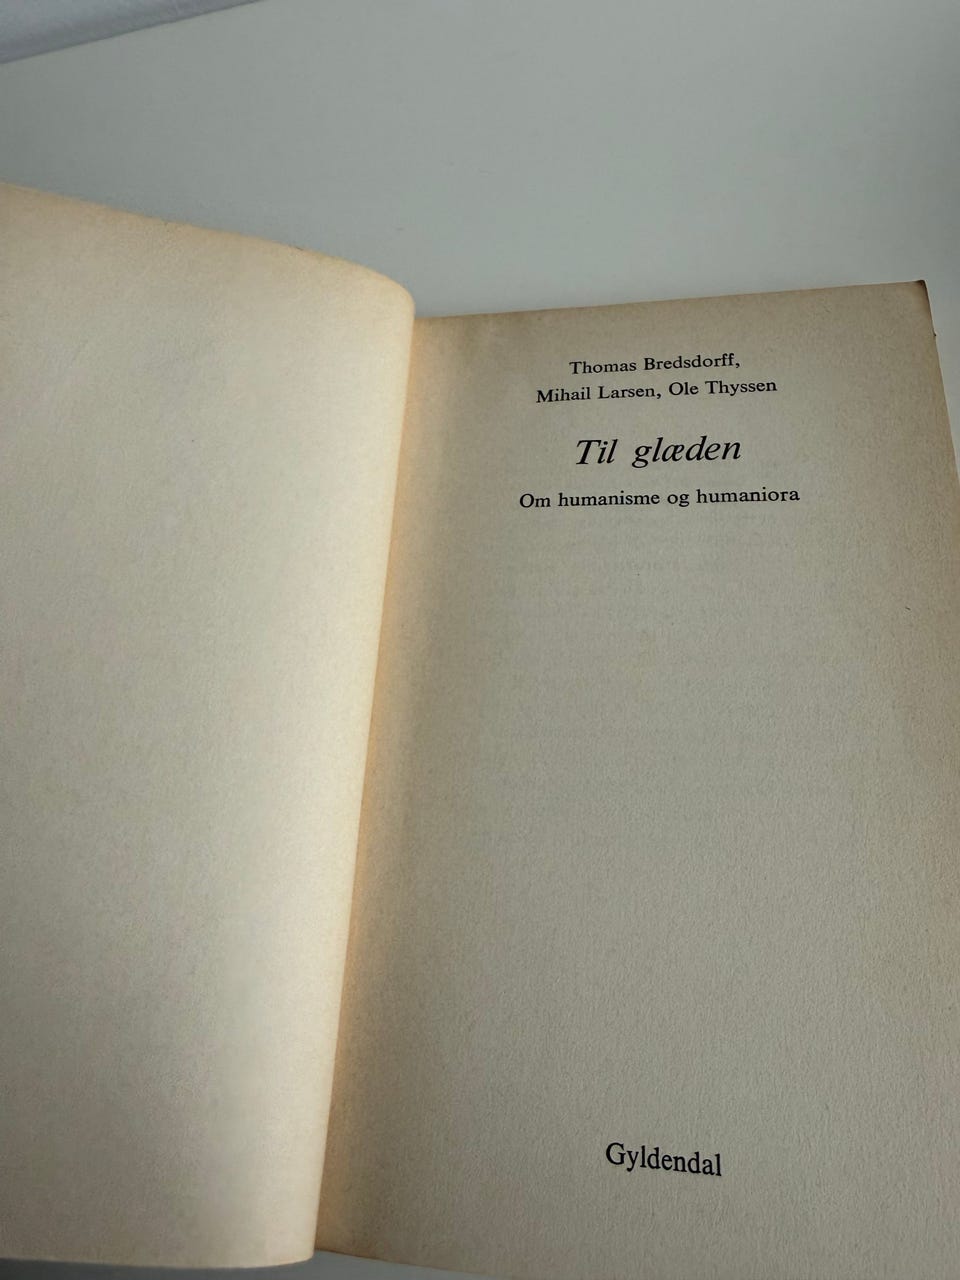 Thomas Bredsdorff,
Mihail Larsen, Ole Thyssen
Til glæden
Om humanisme og humaniora
Gyldendal